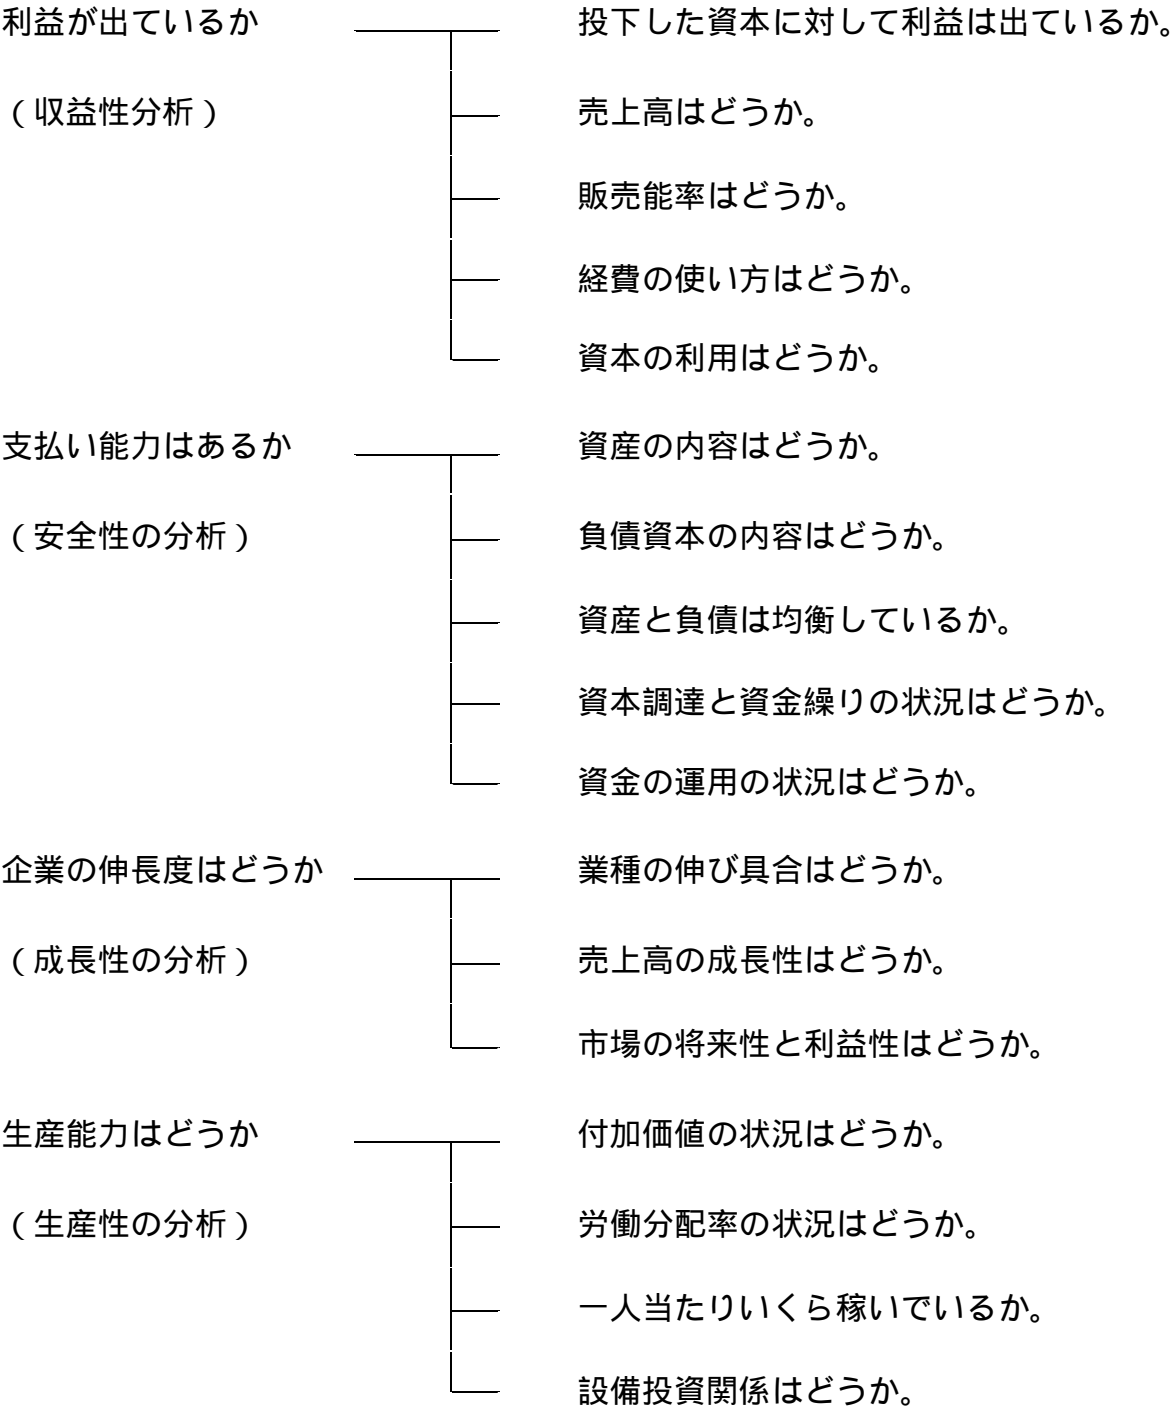 利益が出ているか
投下した資本に対して利益は出ているか。
（収益性分析）
売上高はどうか。
販売能率はどうか。
経費の使い方はどうか。
資本の利用はどうか。
支払い能力はあるか
資産の内容はどうか。
（安全性の分析）
負債資本の内容はどうか。
資産と負債は均衡しているか。
資本調達と資金繰りの状況はどうか。
資金の運用の状況はどうか。
企業の伸長度はどうか
業種の伸び具合はどうか。
（成長性の分析）
売上高の成長性はどうか。
市場の将来性と利益性はどうか。
生産能力はどうか
付加価値の状況はどうか。
（生産性の分析）
労働分配率の状況はどうか。
一人当たりいくら稼いでいるか。
設備投資関係はどうか。